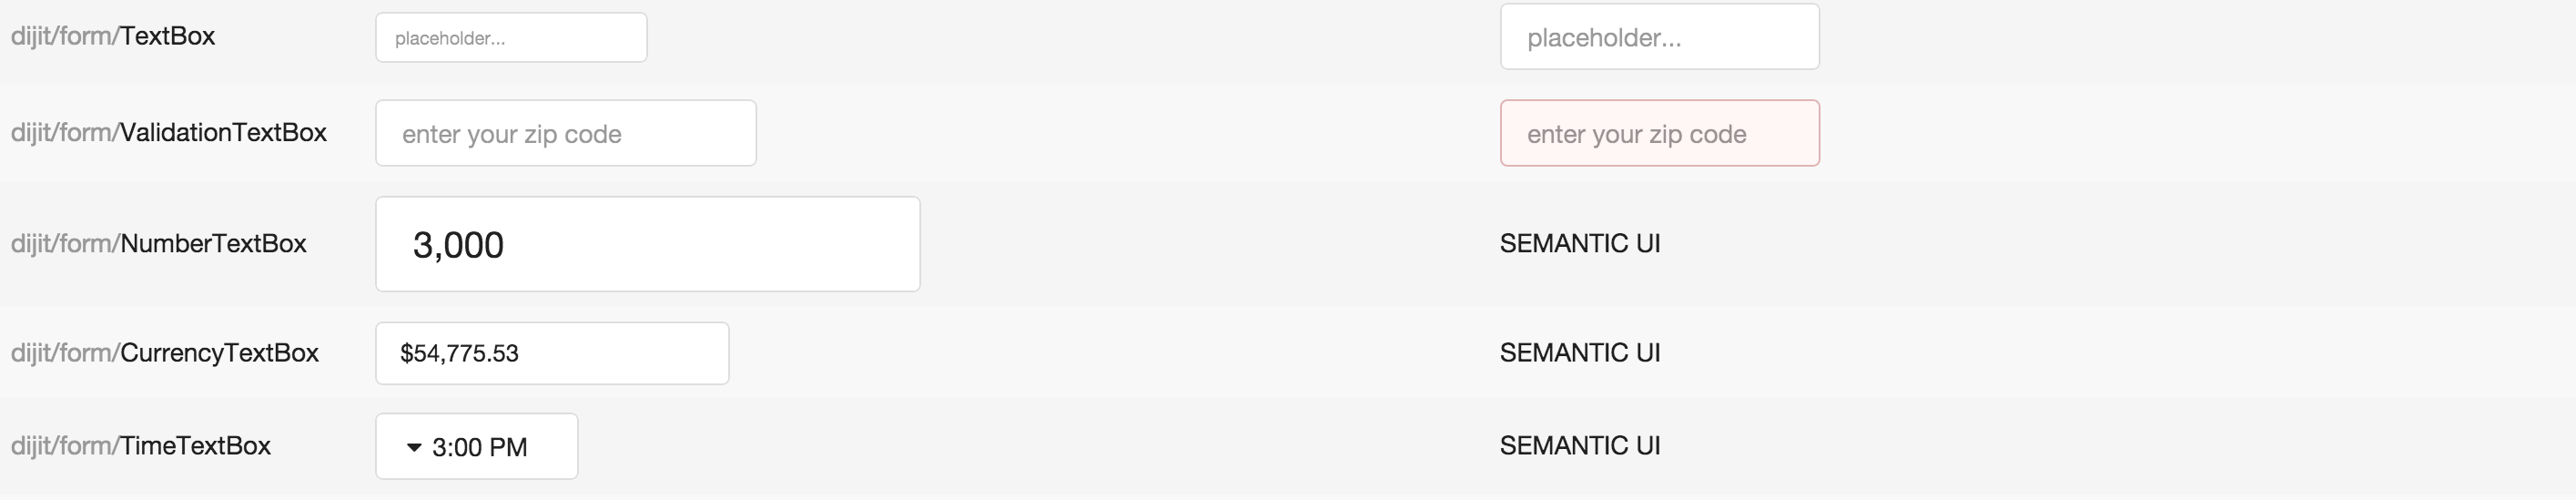 dijit/form/TextBox placeholder... placeholder...
dijit/form/ValidationTextBox enter your zip code enter your zip code
dijit/form/NumberTextBox 3,000 SEMANTIC UI
dijit/form/CurrencyTextBox $54,775.53 SEMANTIC UI
dijit/form/TimeTextBox 3:00 PM SEMANTIC UI